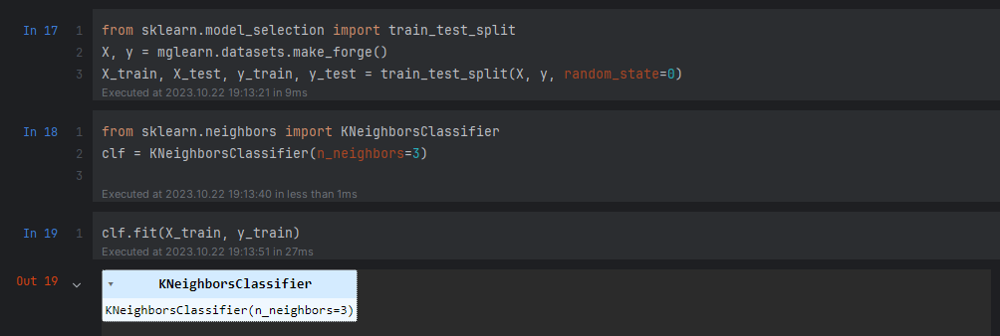 In 17 1 from sklearn.model_selection import train_test_split
2 X, y = mglearn.datasets.make_forge()
3 X_train, X_test, y_train, y_test = train_test_split(X, y, random_state=0)
Executed at 2023.10.22 19:13:21 in 9ms
In 18 1 from sklearn.neighbors import KNeighborsClassifier
2 clf = KNeighborsClassifier(n_neighbors=3)
3
Executed at 2023.10.22 19:13:40 in less than 1ms
In 19 1 clf.fit(X_train, y_train)
Executed at 2023.10.22 19:13:51 in 27ms
Out 19
KNeighborsClassifier
KNeighborsClassifier(n_neighbors=3)